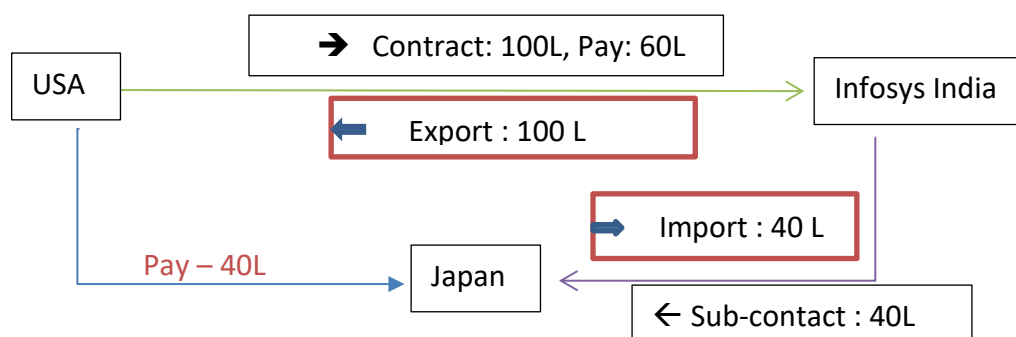 ➔ Contract: 100L, Pay: 60L
USA
Infosys India
Export : 100 L
Import : 40 L
Pay – 40L
Japan
← Sub-contact : 40L